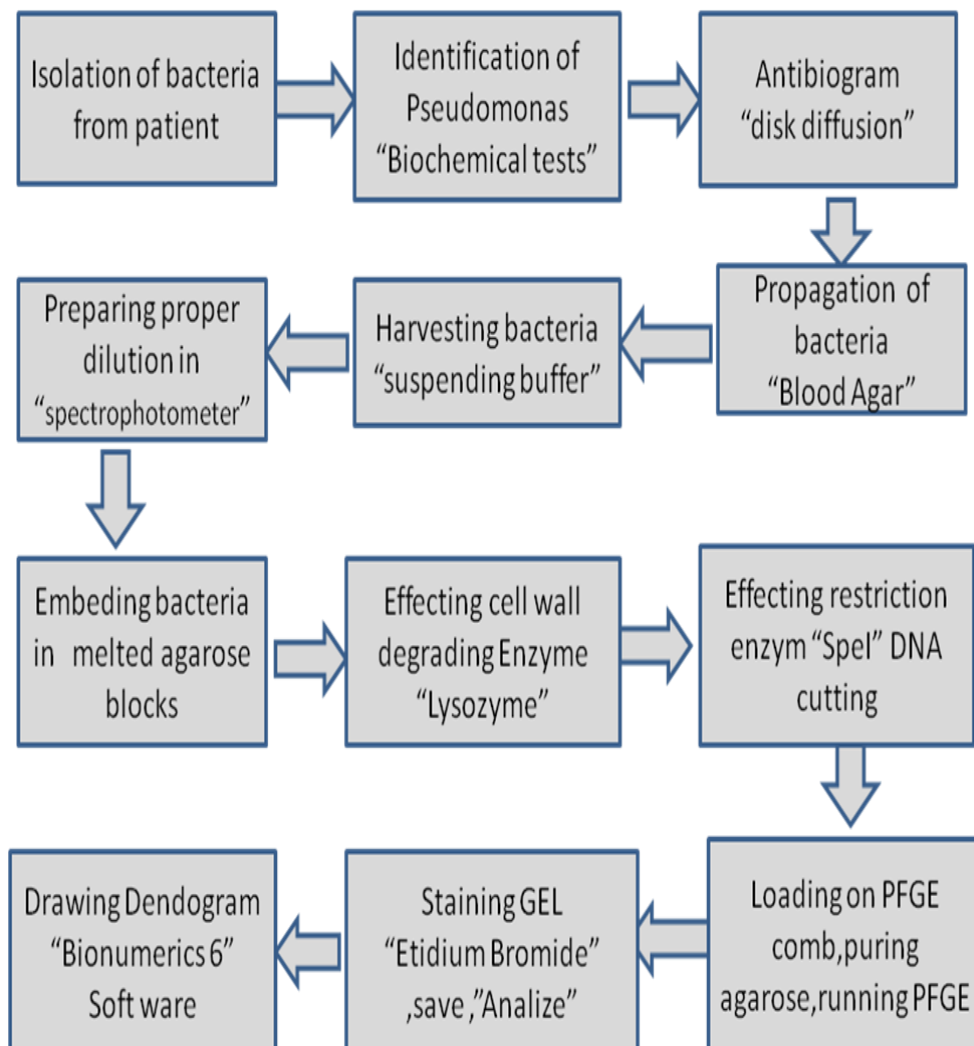 Isolation of bacteria
from patient
Identification of
Pseudomonas
“Biochemical tests”
Antibiogram
“disk diffusion”
Propagation of
bacteria
“Blood Agar”
Harvesting bacteria
“suspending buffer”
Preparing proper
dilution in
“spectrophotometer”
Embeding bacteria
in melted agarose
blocks
Effecting cell wall
degrading Enzyme
“Lysozyme”
Effecting restriction
enzym “SpeI” DNA
cutting
Loading on PFGE
comb,puring
agarose,running PFGE
Staining GEL
“Etidium Bromide”
,save ,”Analize”
Drawing Dendogram
“Bionumerics 6”
Soft ware